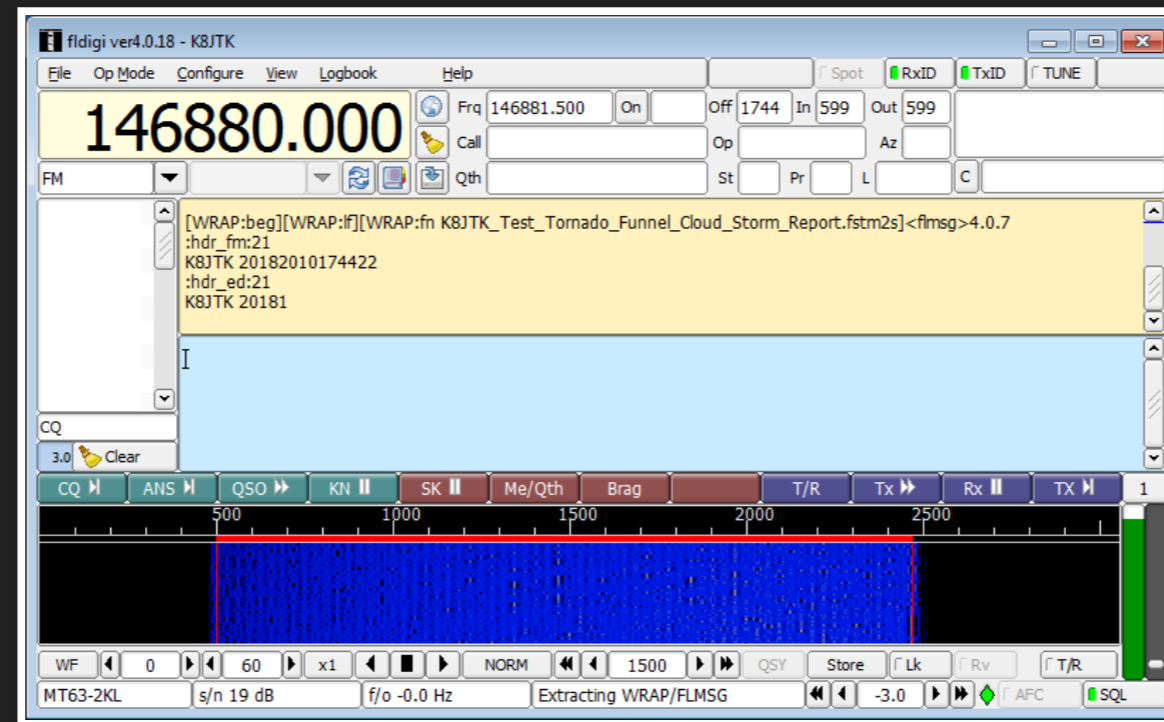 fldigi ver4.0.18 - K8JTK
File Op Mode Configure View Logbook Help Spot RxID TxID TUNE
146880.000 Frq 146881.500 On Off 1744 In 599 Out 599
Call Op Az
FM Qth St Pr L C
[WRAP:beg][WRAP:lf][WRAP:fn K8JTK_Test_Tornado_Funnel_Cloud_Storm_Report.fstm2s]<flmsg>4.0.7
:hdr_fm:21
K8JTK 20182010174422
:hdr_ed:21
K8JTK 20181
CQ
3.0 Clear
CQ ANS QSO KN SK Me/Qth Brag T/R Tx Rx TX 1
500 1000 1500 2000 2500
WF 0 60 x1 NORM 1500 QSY Store Lk Rv T/R
MT63-2KL s/n 19 dB f/o -0.0 Hz Extracting WRAP/FLMSG -3.0 AFC SQL